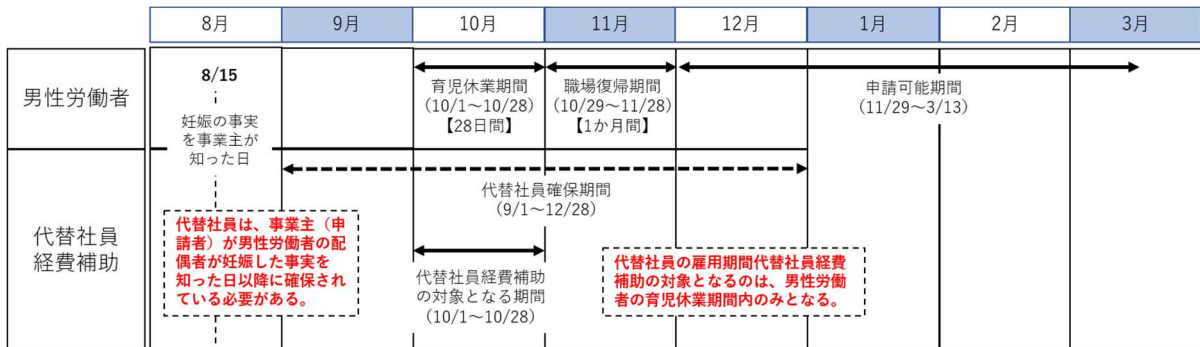 8月
9月
10月
11月
12月
1月
2月
3月
男性労働者
8/15
妊娠の事実
を事業主が
知った日
育児休業期間
(10/1～10/28)
【28日間】
職場復帰期間
(10/29～11/28)
【1か月間】
申請可能期間
(11/29～3/13)
代替社員
経費補助
代替社員確保期間
(9/1～12/28)
代替社員は、事業主（申
請者）が男性労働者の配
偶者が妊娠した事実を
知った日以降に確保され
ている必要がある。
代替社員経費補助
の対象となる期間
(10/1～10/28)
代替社員の雇用期間代替社員経費
補助の対象となるのは、男性労働
者の育児休業期間内のみとなる。